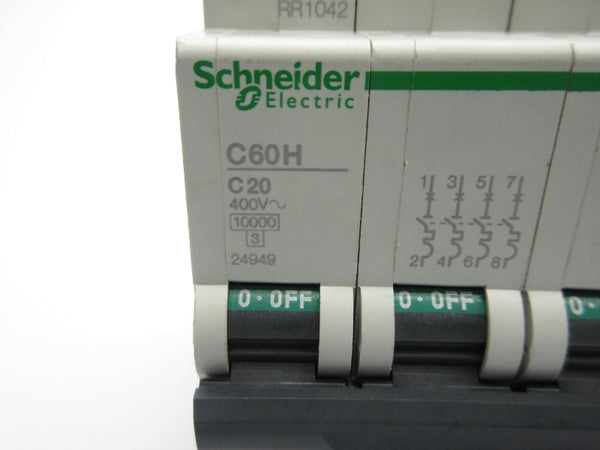 RR1042
Schneider
Electric
C60H
C20
400V~
10000
3
24949
1 3 5 7
2 4 6 8
0·OFF 0·OFF 0·